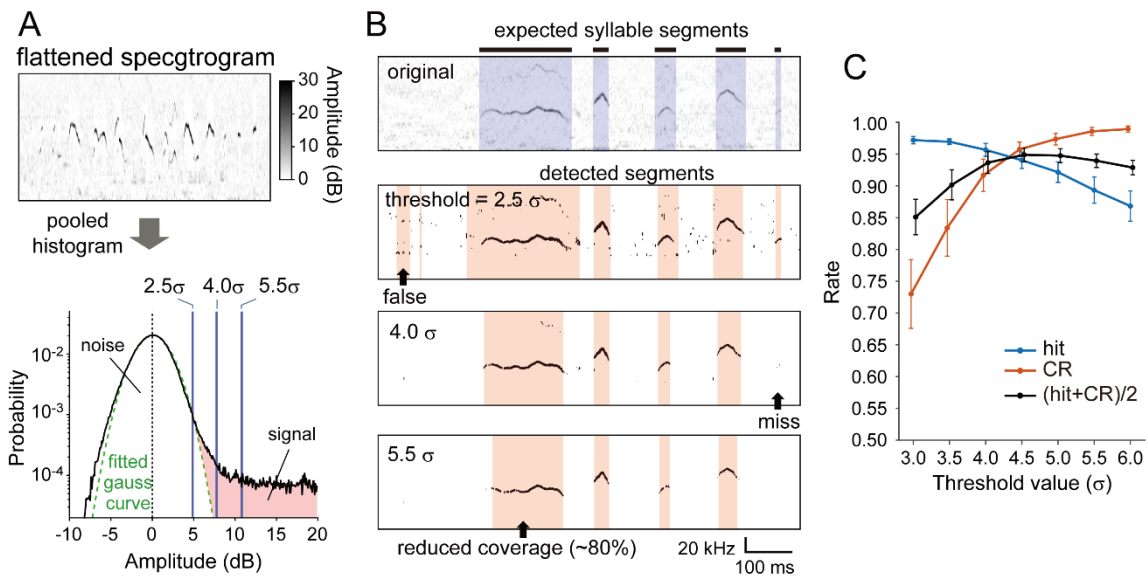 A
flattened specgtrogram
30
20
10
0
Amplitude (dB)
pooled
histogram
2.5σ 4.0σ 5.5σ
noise
signal
fitted
gauss
curve
10⁻²
10⁻³
10⁻⁴
Probability
-10 -5 0 5 10 15 20
Amplitude (dB)
B
expected syllable segments
original
detected segments
threshold = 2.5 σ
false
4.0 σ
miss
5.5 σ
reduced coverage (~80%)
20 kHz
100 ms
C
1.00
0.95
0.90
0.85
0.80
0.75
0.70
0.65
0.60
0.55
0.50
Rate
hit
CR
(hit+CR)/2
3.0 3.5 4.0 4.5 5.0 5.5 6.0
Threshold value (σ)